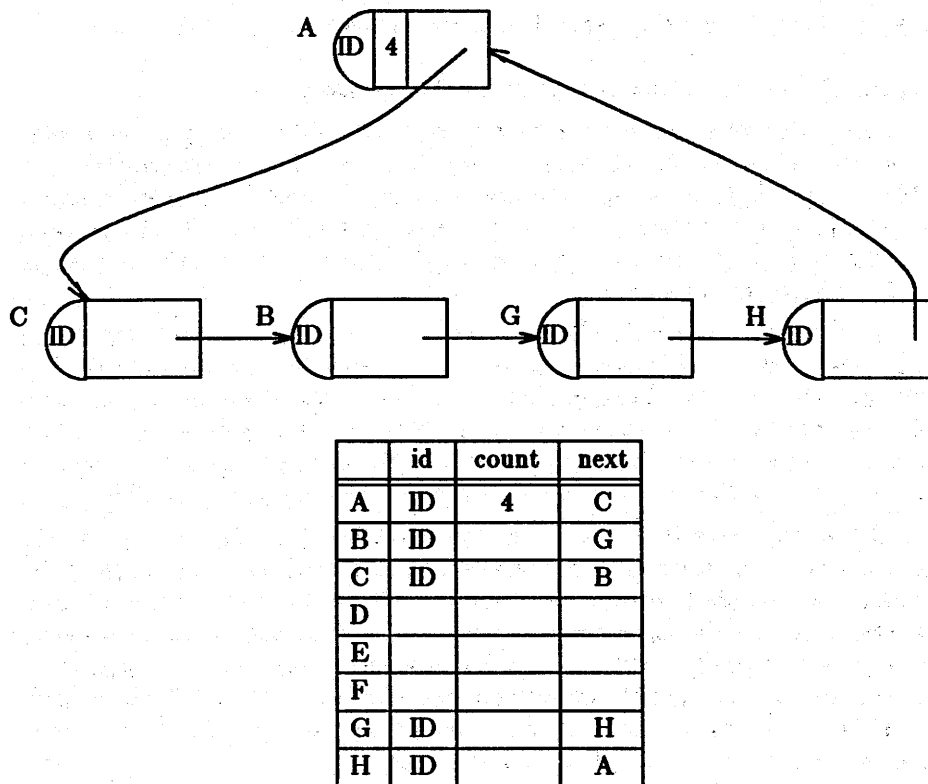 A ID 4
C ID B ID G ID H ID
id count next
A ID 4 C
B ID G
C ID B
D
E
F
G ID H
H ID A